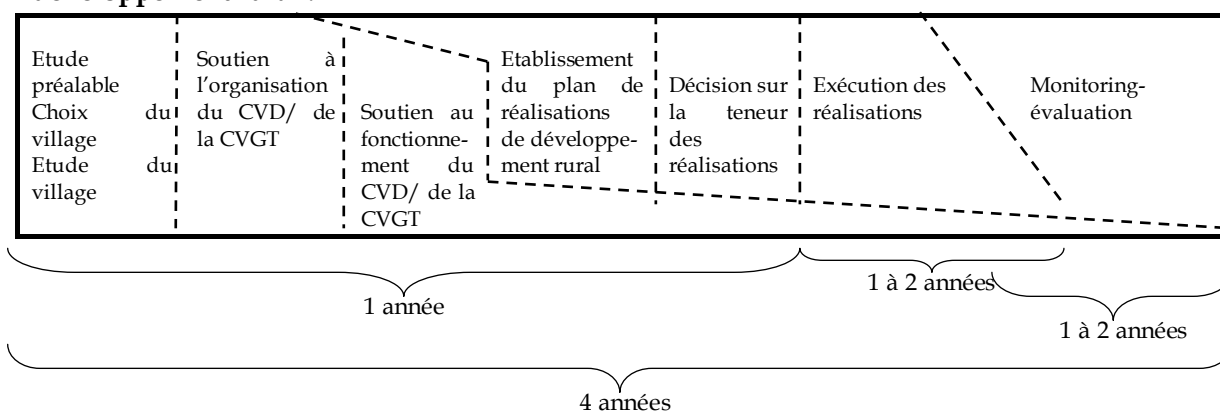 Etude
préalable
Choix du
village
Etude du
village
Soutien à
l'organisation
du CVD/ de
la CVGT
Soutien au
fonctionne-
ment du
CVD/ de la
CVGT
Etablissement
du plan de
réalisations
de développe-
ment rural
Décision sur
la teneur
des
réalisations
Exécution des
réalisations
Monitoring-
évaluation
1 année
1 à 2 années
1 à 2 années
4 années